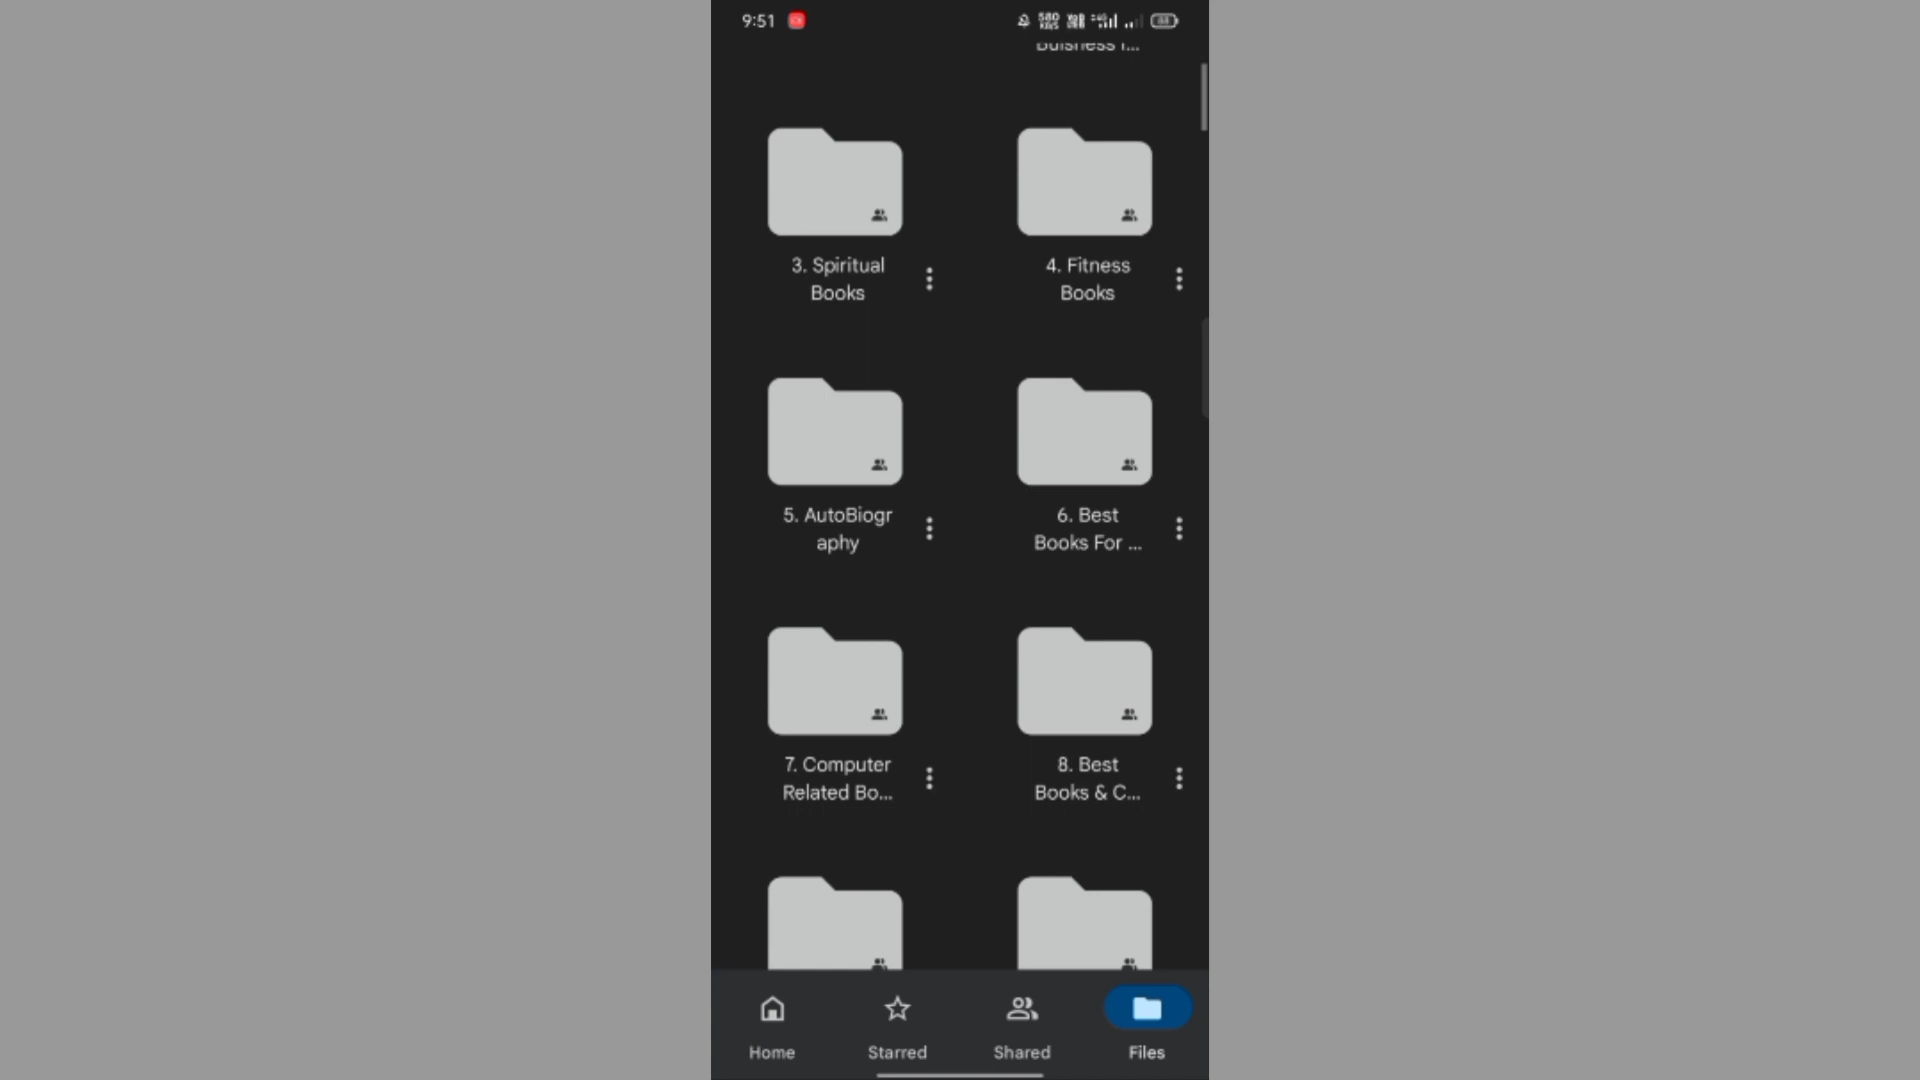 9:51
Buisness I...
3. Spiritual
Books
4. Fitness
Books
5. AutoBiogr
aphy
6. Best
Books For ...
7. Computer
Related Bo...
8. Best
Books & C...
Home
Starred
Shared
Files